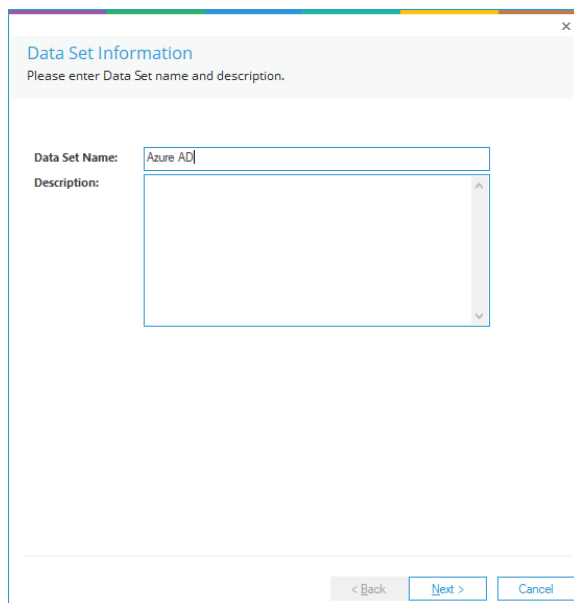 Data Set Information
Please enter Data Set name and description.
Data Set Name: Azure AD
Description:
< Back Next > Cancel